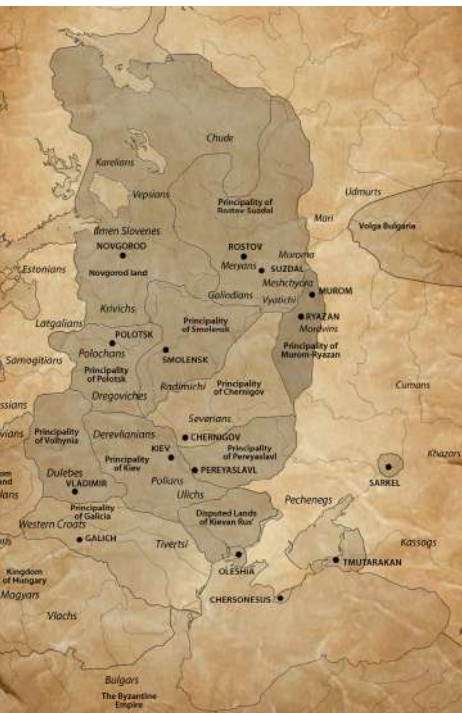 Chude
Karelians
Vepsians
Udmurts
Principality of
Rostov Suzdal
Mari
Volga Bulgaria
Ilmen Slovenes
NOVGOROD
ROSTOV
Muroma
Estonians
Meryans
SUZDAL
Novgorod land
Meshchyora
MUROM
Galindians
Vyatichi
Krivichs
RYAZAN
Latgalians
Principality
of Smolensk
Mordvins
POLOTSK
Principality of
Murom-Ryazan
Samogitians
Polochans
SMOLENSK
Principality
of Polotsk
Radimichi
Principality
of Chernigov
Cumans
Dregoviches
ssians
Severians
vians
Principality
of Volhynia
Derevlianians
CHERNIGOV
KIEV
Principality
of Pereyaslavl
Khazars
Principality
of Kiev
PEREYASLAVL
om
nd
Dulebes
SARKEL
lans
VLADIMIR
Polians
Ulichs
Pechenegs
Principality
of Galicia
Disputed Lands
of Kievan Rus'
Western Croats
GALICH
Tivertsi
Kassogs
OLESHIA
TMUTARAKAN
Kingdom
of Hungary
Magyars
CHERSONESUS
Vlachs
Bulgars
The Byzantine
Empire